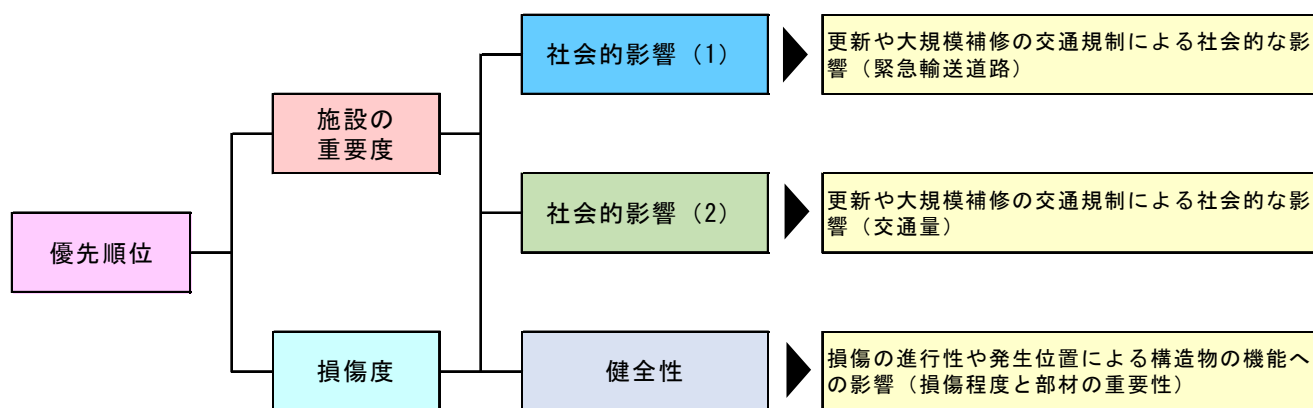 優先順位
施設の
重要度
損傷度
社会的影響（1）
更新や大規模補修の交通規制による社会的な影
響（緊急輸送道路）
社会的影響（2）
更新や大規模補修の交通規制による社会的な影
響（交通量）
健全性
損傷の進行性や発生位置による構造物の機能へ
の影響（損傷程度と部材の重要性）